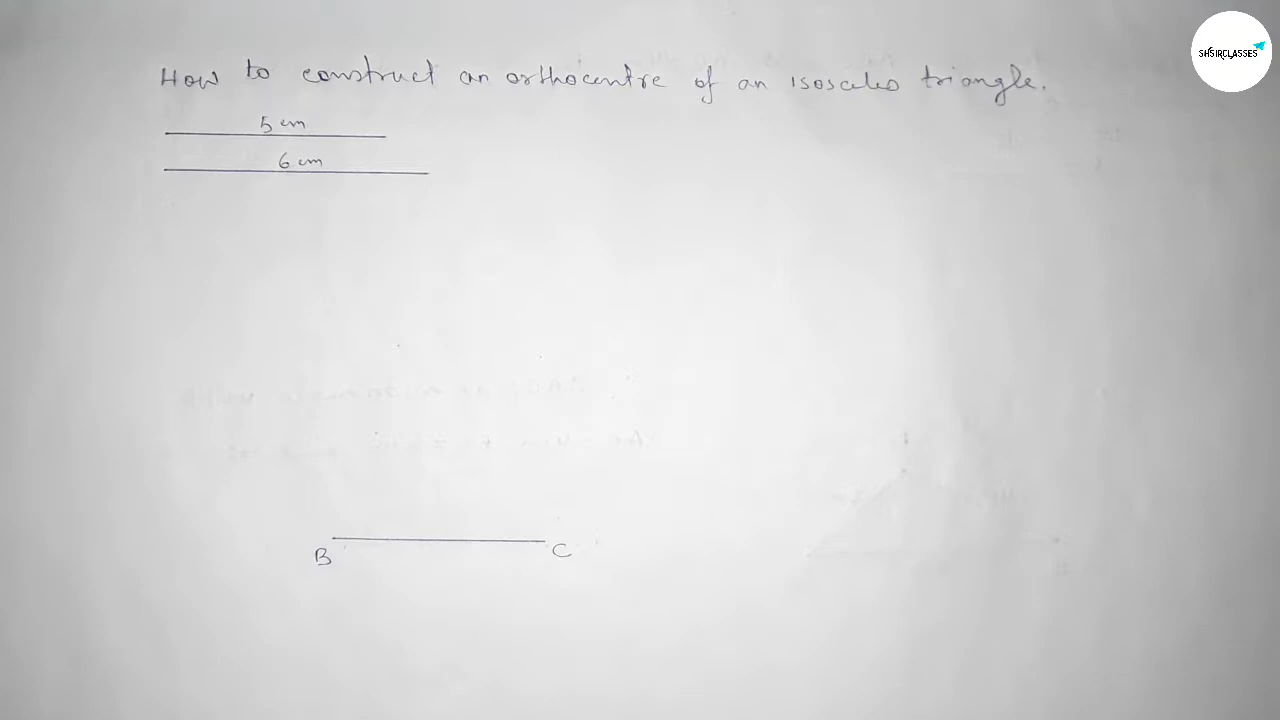 SHSIRCLASSES
How to construct an orthocentre of an isosceles triangle.
5 cm
6 cm
B C